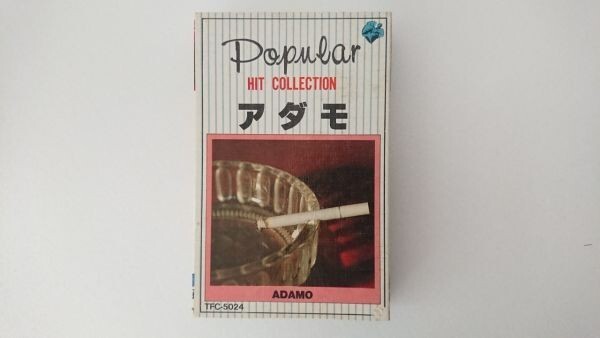 Popular
HIT COLLECTION
アダモ
ADAMO
TFC-5024